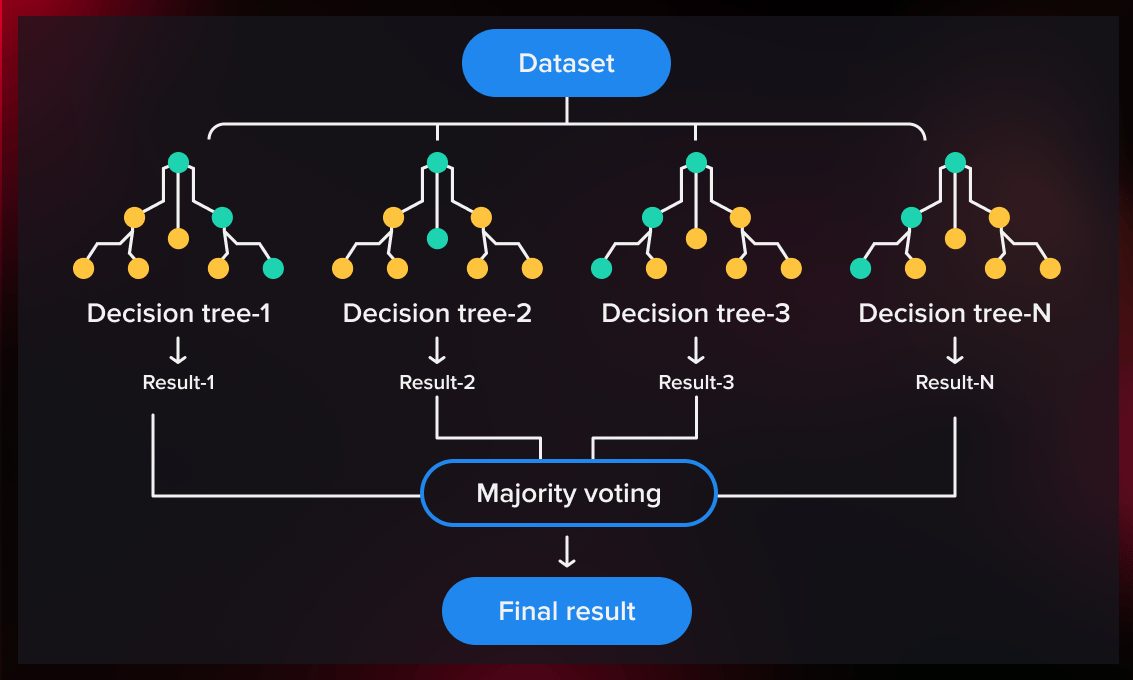 Dataset
Decision tree-1
Decision tree-2
Decision tree-3
Decision tree-N
Result-1
Result-2
Result-3
Result-N
Majority voting
Final result